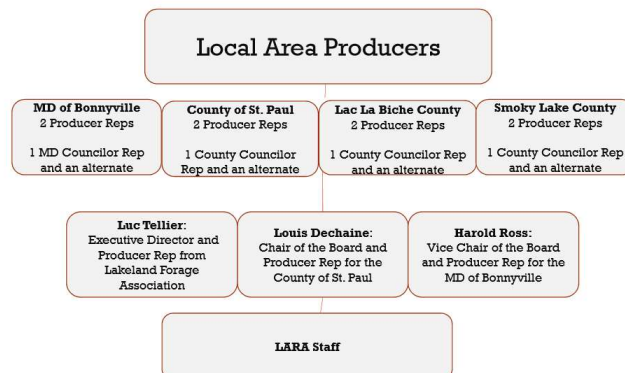 Local Area Producers
MD of Bonnyville
2 Producer Reps
1 MD Councilor Rep
and an alternate
County of St. Paul
2 Producer Reps
1 County Councilor
Rep and an alternate
Lac La Biche County
2 Producer Reps
1 County Councilor Rep
and an alternate
Smoky Lake County
2 Producer Reps
1 County Councilor Rep
and an alternate
Luc Tellier:
Executive Director and
Producer Rep from
Lakeland Forage
Association
Louis Dechaine:
Chair of the Board and
Producer Rep for the
County of St. Paul
Harold Ross:
Vice Chair of the Board
and Producer Rep for the
MD of Bonnyville
LARA Staff